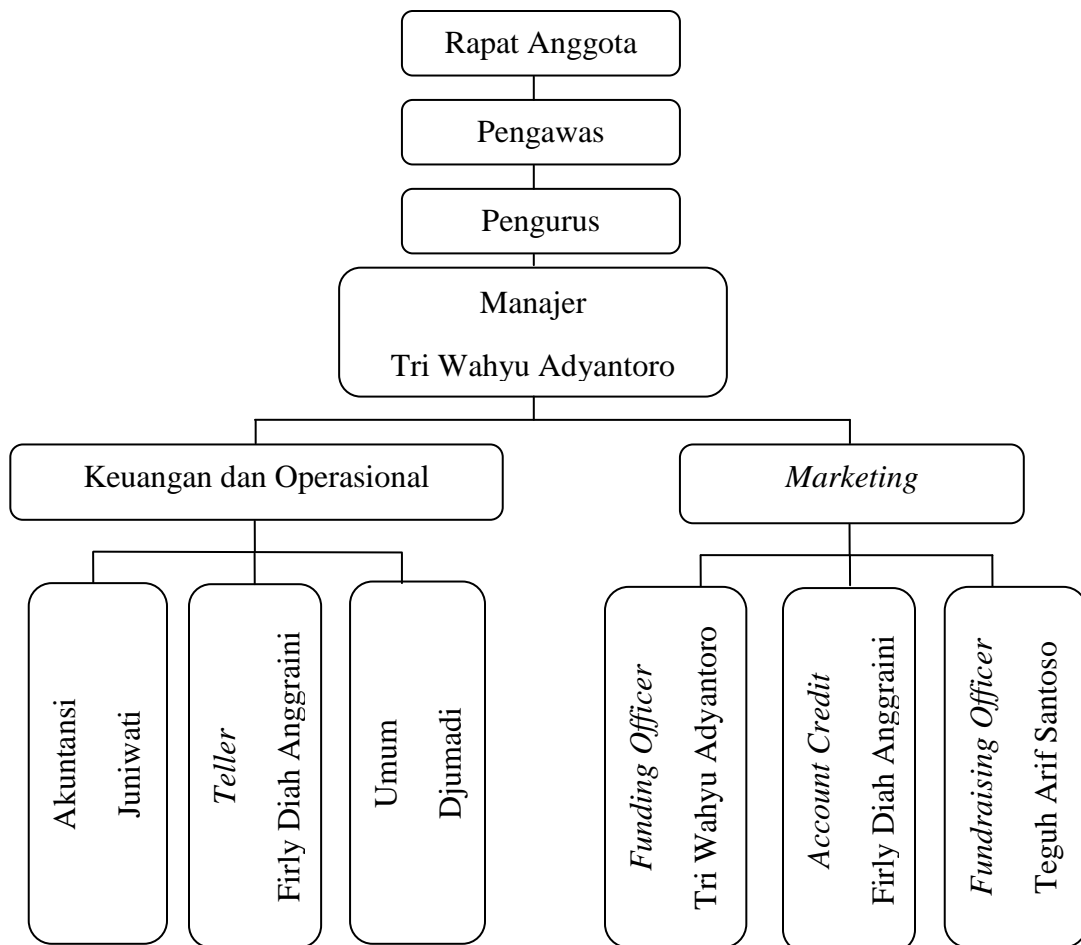 Rapat Anggota
Pengawas
Pengurus
Manajer
Tri Wahyu Adyantoro
Keuangan dan Operasional
Marketing
Akuntansi
Juniwati
Teller
Firly Diah Anggraini
Umum
Djumadi
Funding Officer
Tri Wahyu Adyantoro
Account Credit
Firly Diah Anggraini
Fundraising Officer
Teguh Arif Santoso